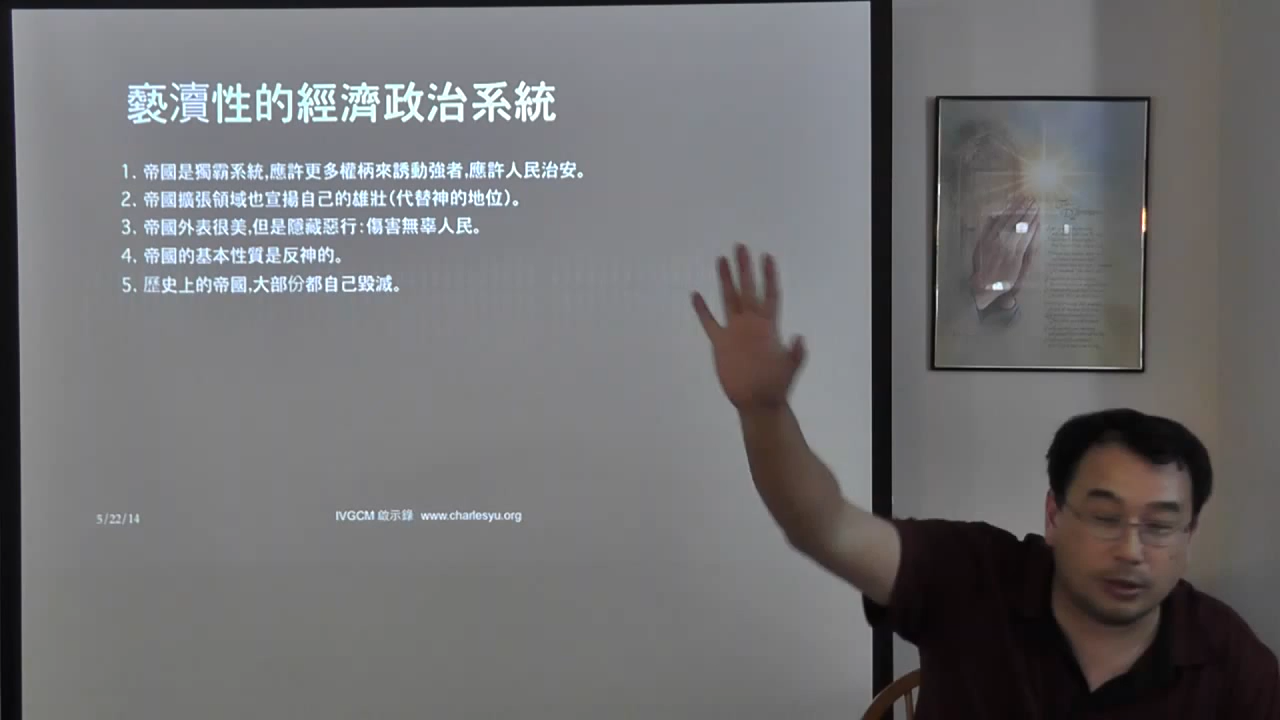 褻瀆性的經濟政治系統
1. 帝國是獨霸系統,應許更多權柄來誘動強者,應許人民治安。
2. 帝國擴張領域也宣揚自己的雄壯(代替神的地位)。
3. 帝國外表很美,但是隱藏惡行:傷害無辜人民。
4. 帝國的基本性質是反神的。
5. 歷史上的帝國,大部份都自己毀滅。
5/22/14
IVGCM 啟示錄 www.charlesyu.org